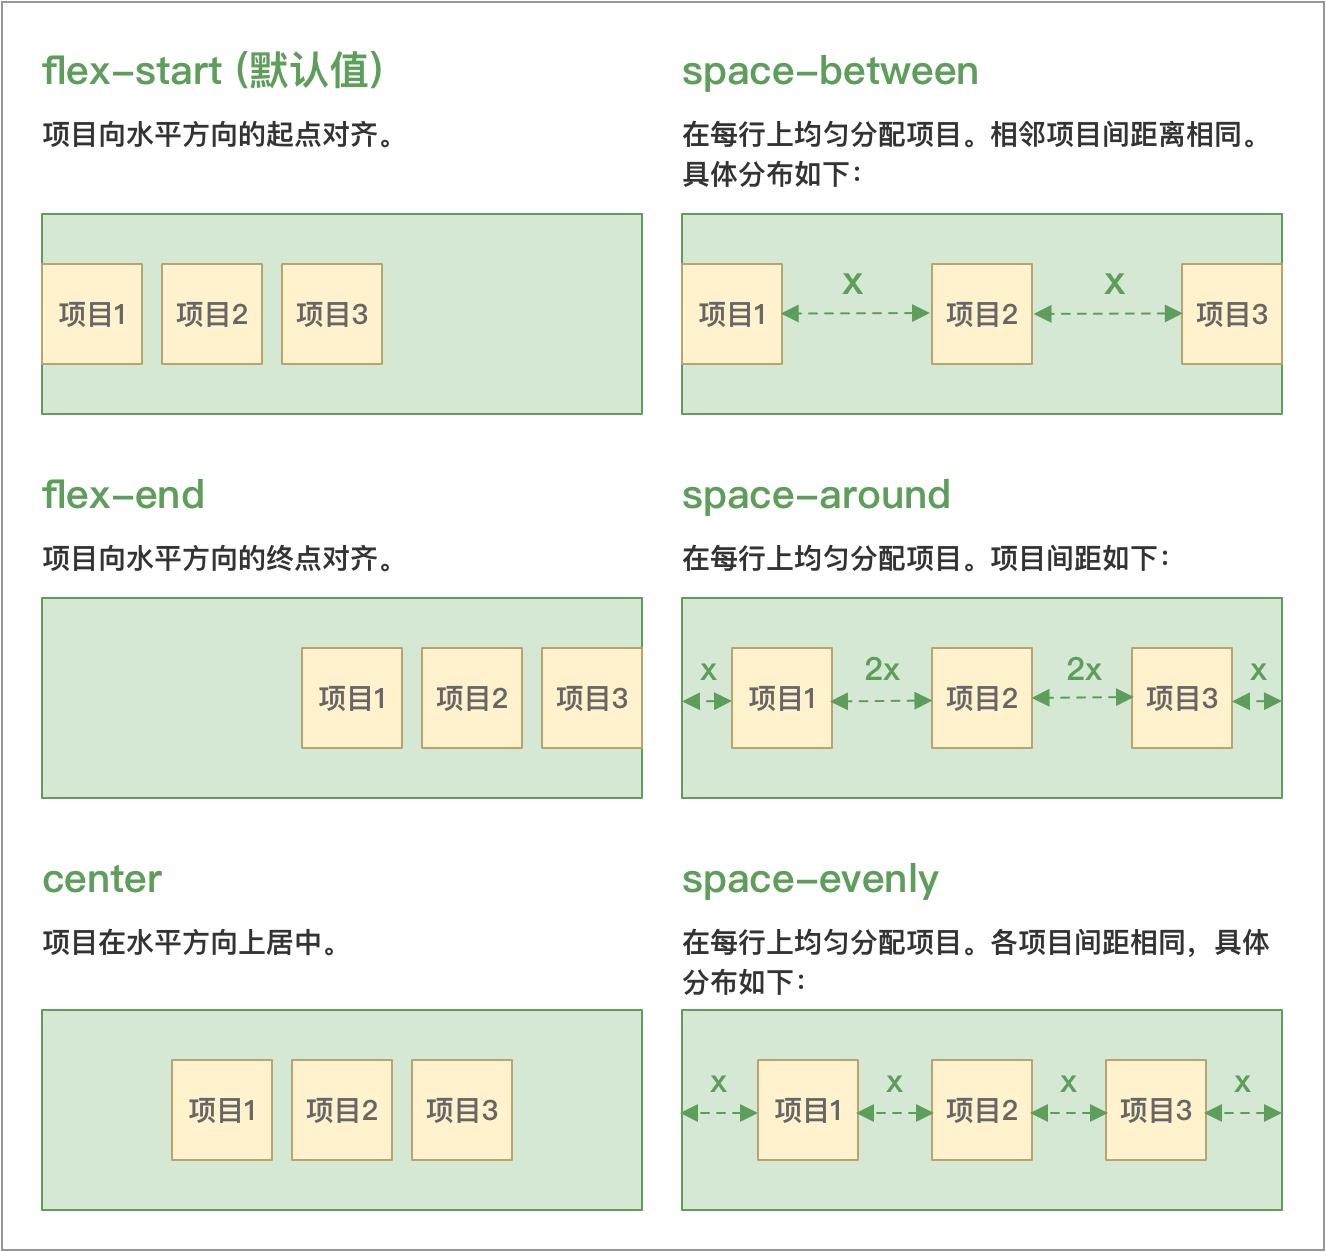 flex-start (默认值)
项目向水平方向的起点对齐。
项目1
项目2
项目3
space-between
在每行上均匀分配项目。相邻项目间距离相同。
具体分布如下：
x
x
项目1
项目2
项目3
flex-end
项目向水平方向的终点对齐。
项目1
项目2
项目3
space-around
在每行上均匀分配项目。项目间距如下：
x
2x
2x
x
项目1
项目2
项目3
center
项目在水平方向上居中。
项目1
项目2
项目3
space-evenly
在每行上均匀分配项目。各项目间距相同，具体
分布如下：
x
x
x
x
项目1
项目2
项目3